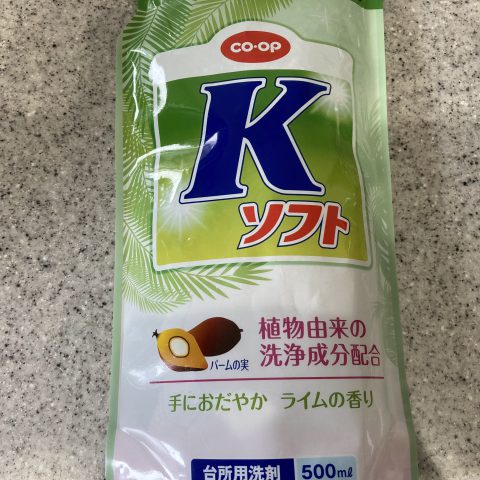 CO・OP
K
ソフト
パームの実
植物由来の
洗浄成分配合
手におだやか ライムの香り
台所用洗剤 500ml